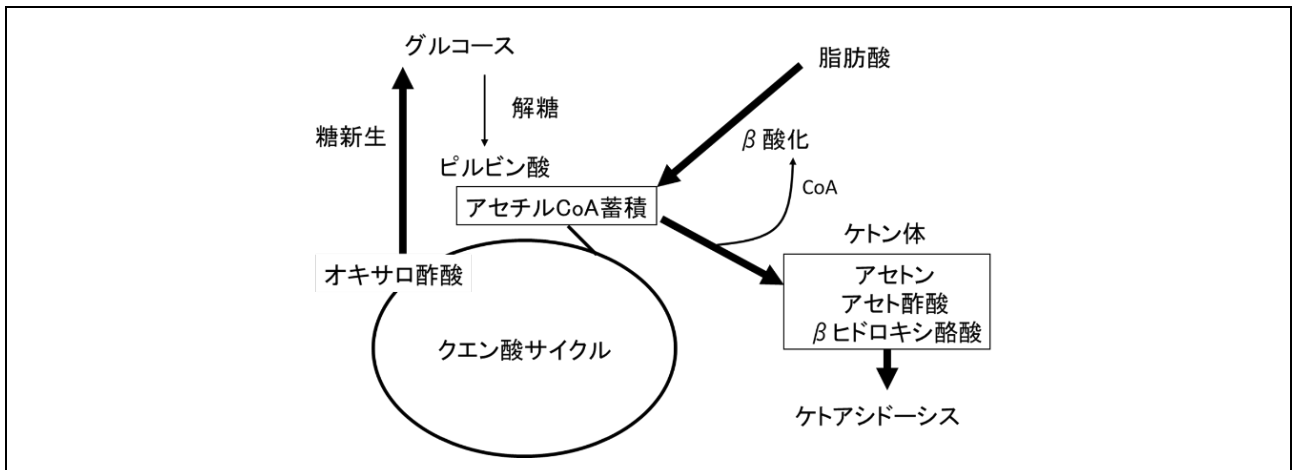 グルコース
脂肪酸
解糖
糖新生
β酸化
ピルビン酸
CoA
アセチルCoA蓄積
ケトン体
オキサロ酢酸
アセトン
アセト酢酸
βヒドロキシ酪酸
クエン酸サイクル
ケトアシドーシス